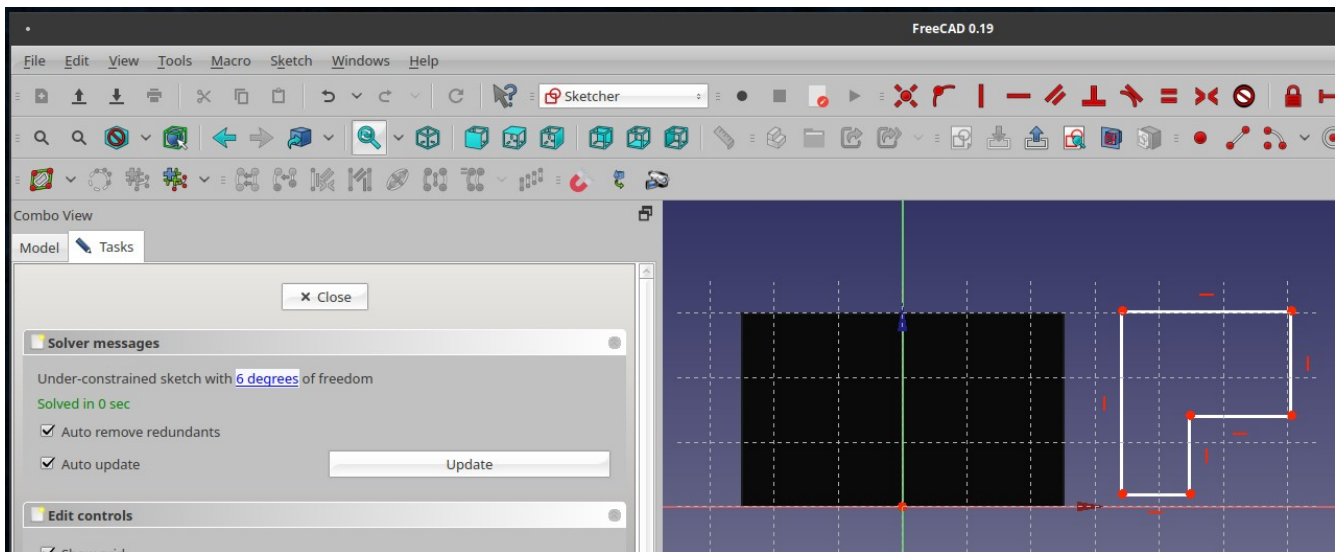 FreeCAD 0.19
File Edit View Tools Macro Sketch Windows Help
Sketcher
Combo View
Model Tasks
Close
Solver messages
Under-constrained sketch with 6 degrees of freedom
Solved in 0 sec
Auto remove redundants
Auto update Update
Edit controls